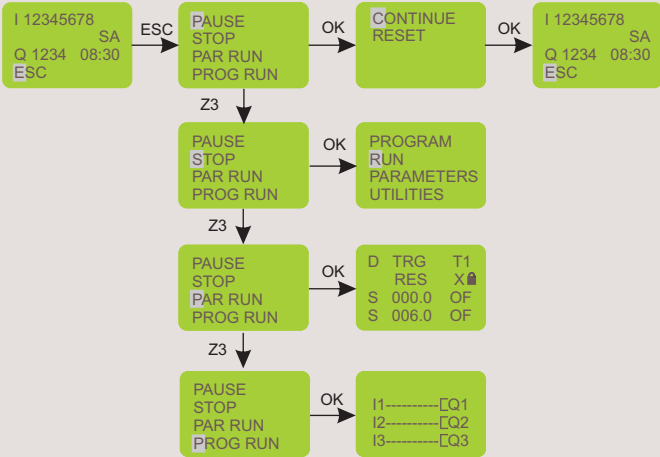 I 12345678
SA
Q 1234 08:30
ESC
ESC
PAUSE
STOP
PAR RUN
PROG RUN
OK
CONTINUE
RESET
OK
I 12345678
SA
Q 1234 08:30
ESC
Z3
PAUSE
STOP
PAR RUN
PROG RUN
OK
PROGRAM
RUN
PARAMETERS
UTILITIES
Z3
PAUSE
STOP
PAR RUN
PROG RUN
OK
D TRG T1
RES X
S 000.0 OF
S 006.0 OF
Z3
PAUSE
STOP
PAR RUN
PROG RUN
OK
I1----------[Q1
I2----------[Q2
I3----------[Q3